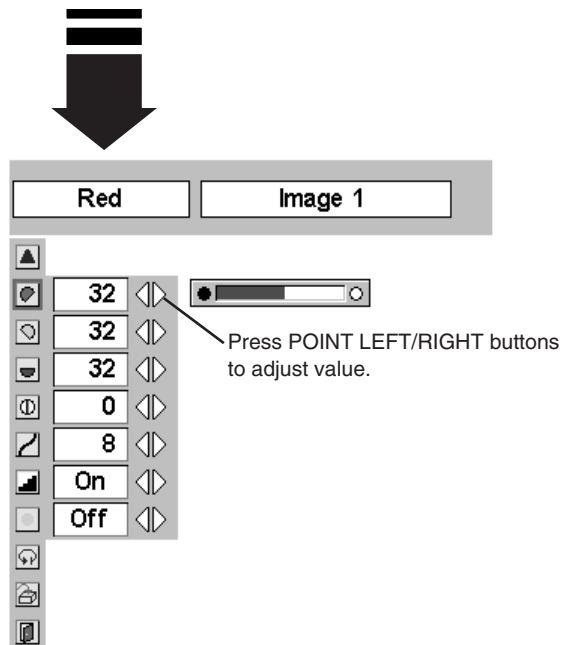 Red Image 1
32
32
Press POINT LEFT/RIGHT buttons
to adjust value.
32
0
8
On
Off